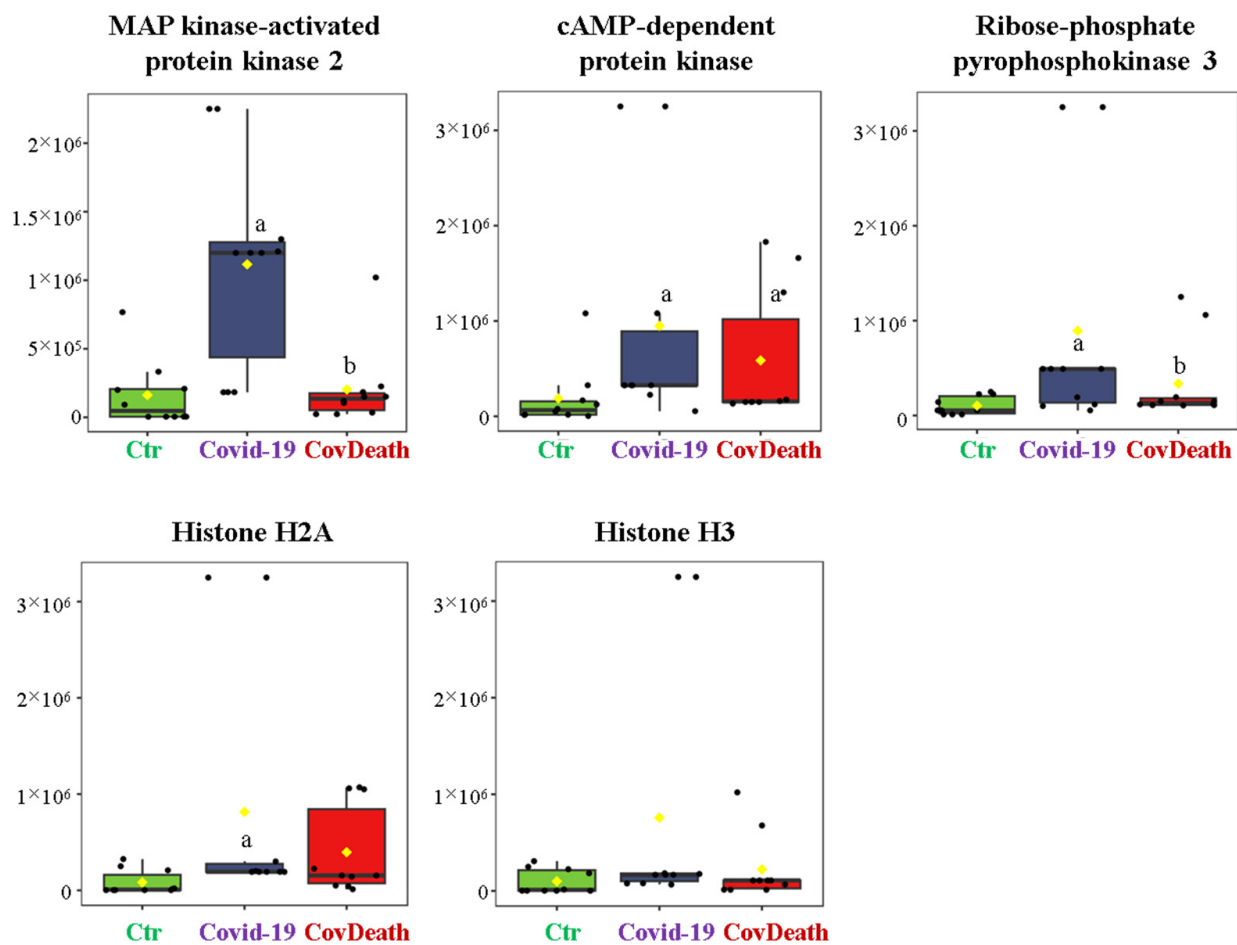 MAP kinase-activated
protein kinase 2
cAMP-dependent
protein kinase
Ribose-phosphate
pyrophosphokinase 3
2×10⁶
1.5×10⁶
1×10⁶
5×10⁵
0
a
b
Ctr Covid-19 CovDeath
3×10⁶
2×10⁶
1×10⁶
0
a
a
Ctr Covid-19 CovDeath
3×10⁶
2×10⁶
1×10⁶
0
a
b
Ctr Covid-19 CovDeath
Histone H2A
Histone H3
3×10⁶
2×10⁶
1×10⁶
0
a
Ctr Covid-19 CovDeath
3×10⁶
2×10⁶
1×10⁶
0
Ctr Covid-19 CovDeath